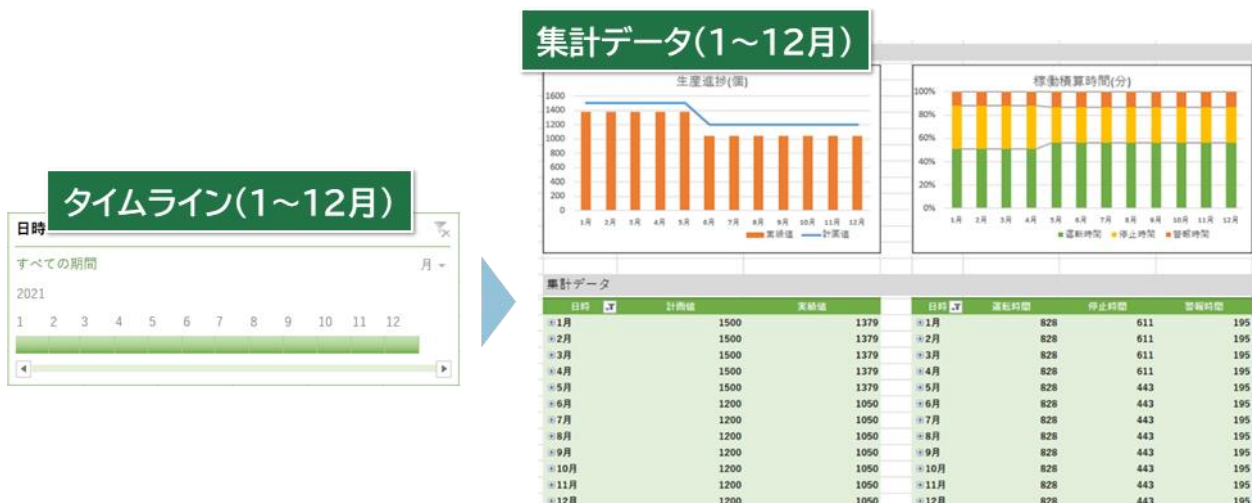 タイムライン(1～12月)
日時
すべての期間
月
2021
1 2 3 4 5 6 7 8 9 10 11 12
集計データ(1～12月)
生産進捗(個)
1600
1400
1200
1000
800
600
400
200
0
1月 2月 3月 4月 5月 6月 7月 8月 9月 10月 11月 12月
実績値 計画値
稼働積算時間(分)
100%
80%
60%
40%
20%
0%
1月 2月 3月 4月 5月 6月 7月 8月 9月 10月 11月 12月
運転時間 停止時間 警報時間
集計データ
日時 計画値 実績値
1月 1500 1379
2月 1500 1379
3月 1500 1379
4月 1500 1379
5月 1500 1379
6月 1200 1050
7月 1200 1050
8月 1200 1050
9月 1200 1050
10月 1200 1050
11月 1200 1050
12月 1200 1050
日時 運転時間 停止時間 警報時間
1月 828 611 195
2月 828 611 195
3月 828 611 195
4月 828 611 195
5月 828 443 195
6月 828 443 195
7月 828 443 195
8月 828 443 195
9月 828 443 195
10月 828 443 195
11月 828 443 195
12月 828 443 195